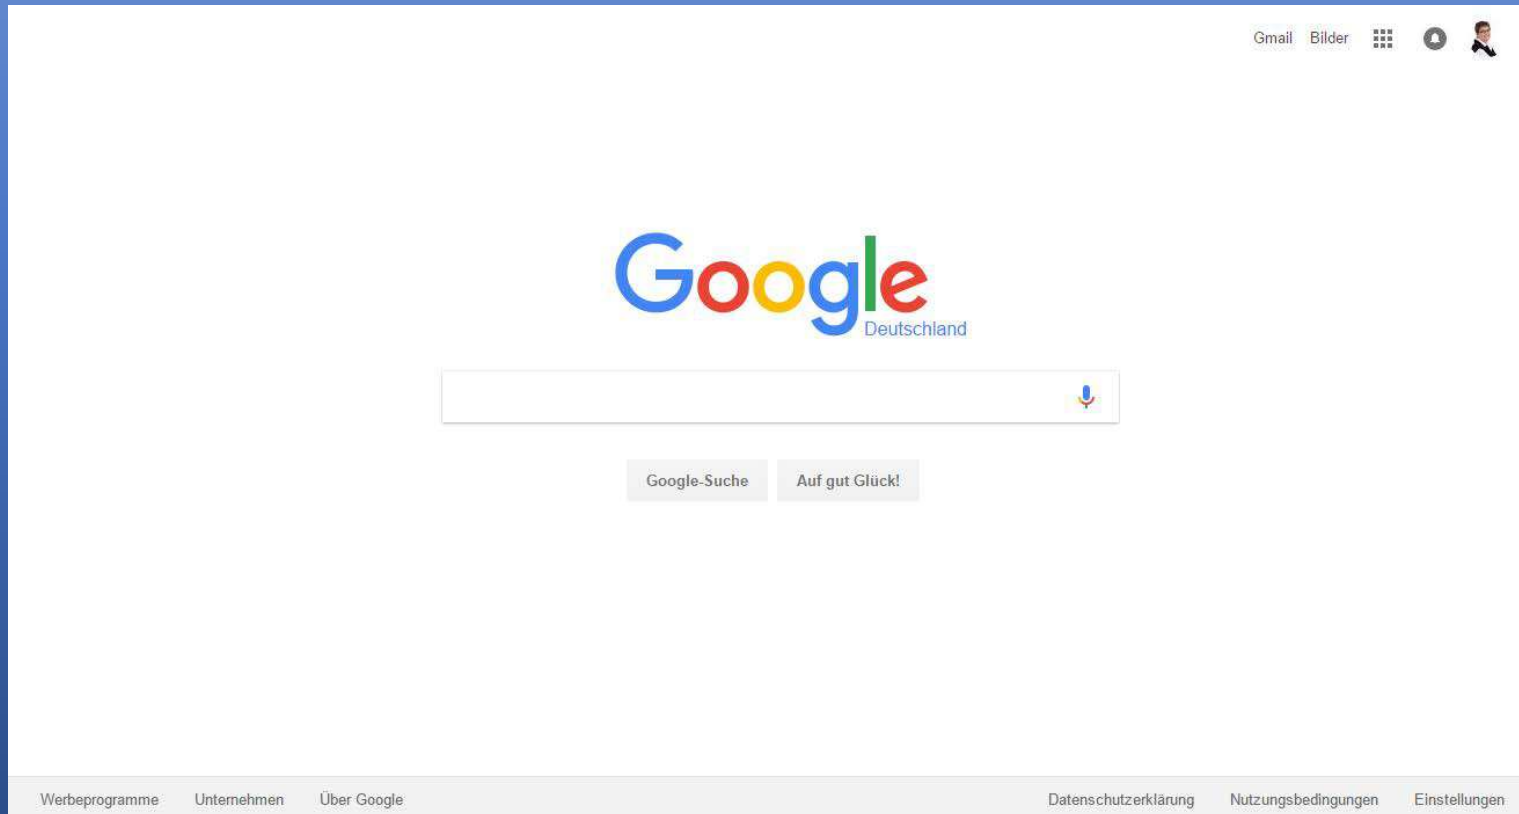 Gmail Bilder
Google
Deutschland
Google-Suche Auf gut Glück!
Werbeprogramme Unternehmen Über Google Datenschutzerklärung Nutzungsbedingungen Einstellungen